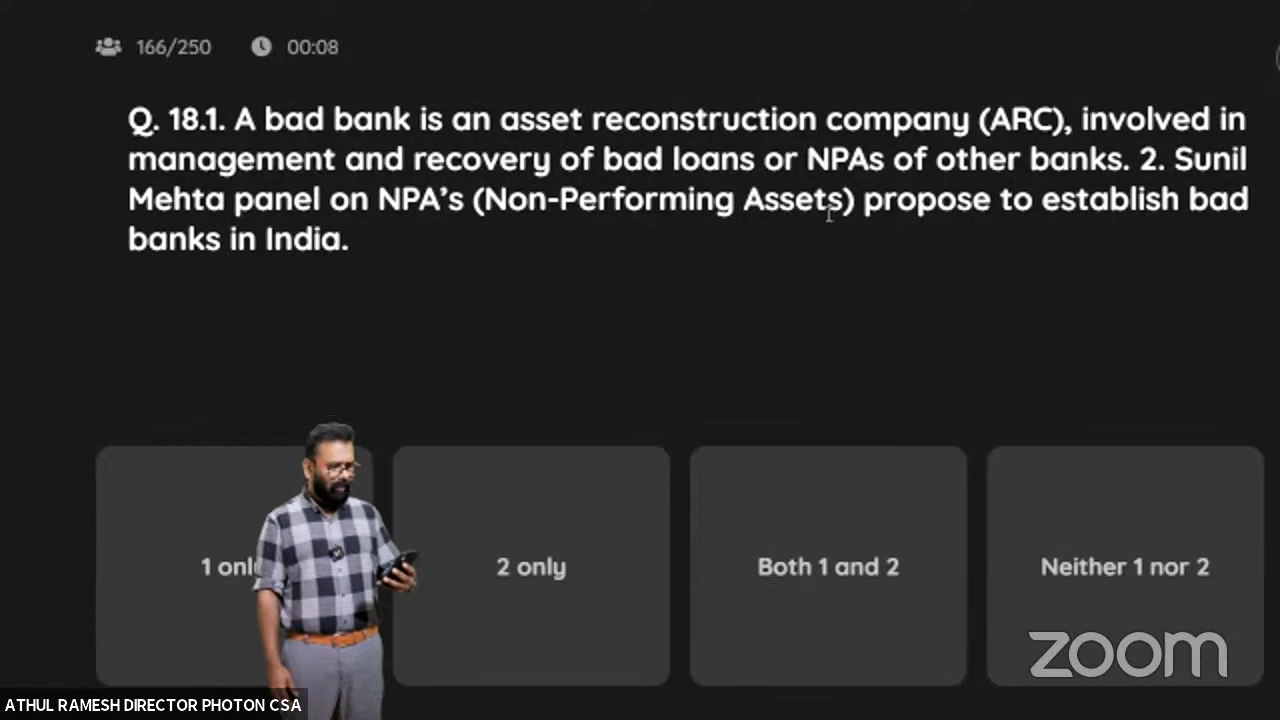 166/250 00:08
Q. 18.1. A bad bank is an asset reconstruction company (ARC), involved in
management and recovery of bad loans or NPAs of other banks. 2. Sunil
Mehta panel on NPA's (Non-Performing Assets) propose to establish bad
banks in India.
1 only
2 only
Both 1 and 2
Neither 1 nor 2
zoom
ATHUL RAMESH DIRECTOR PHOTON CSA